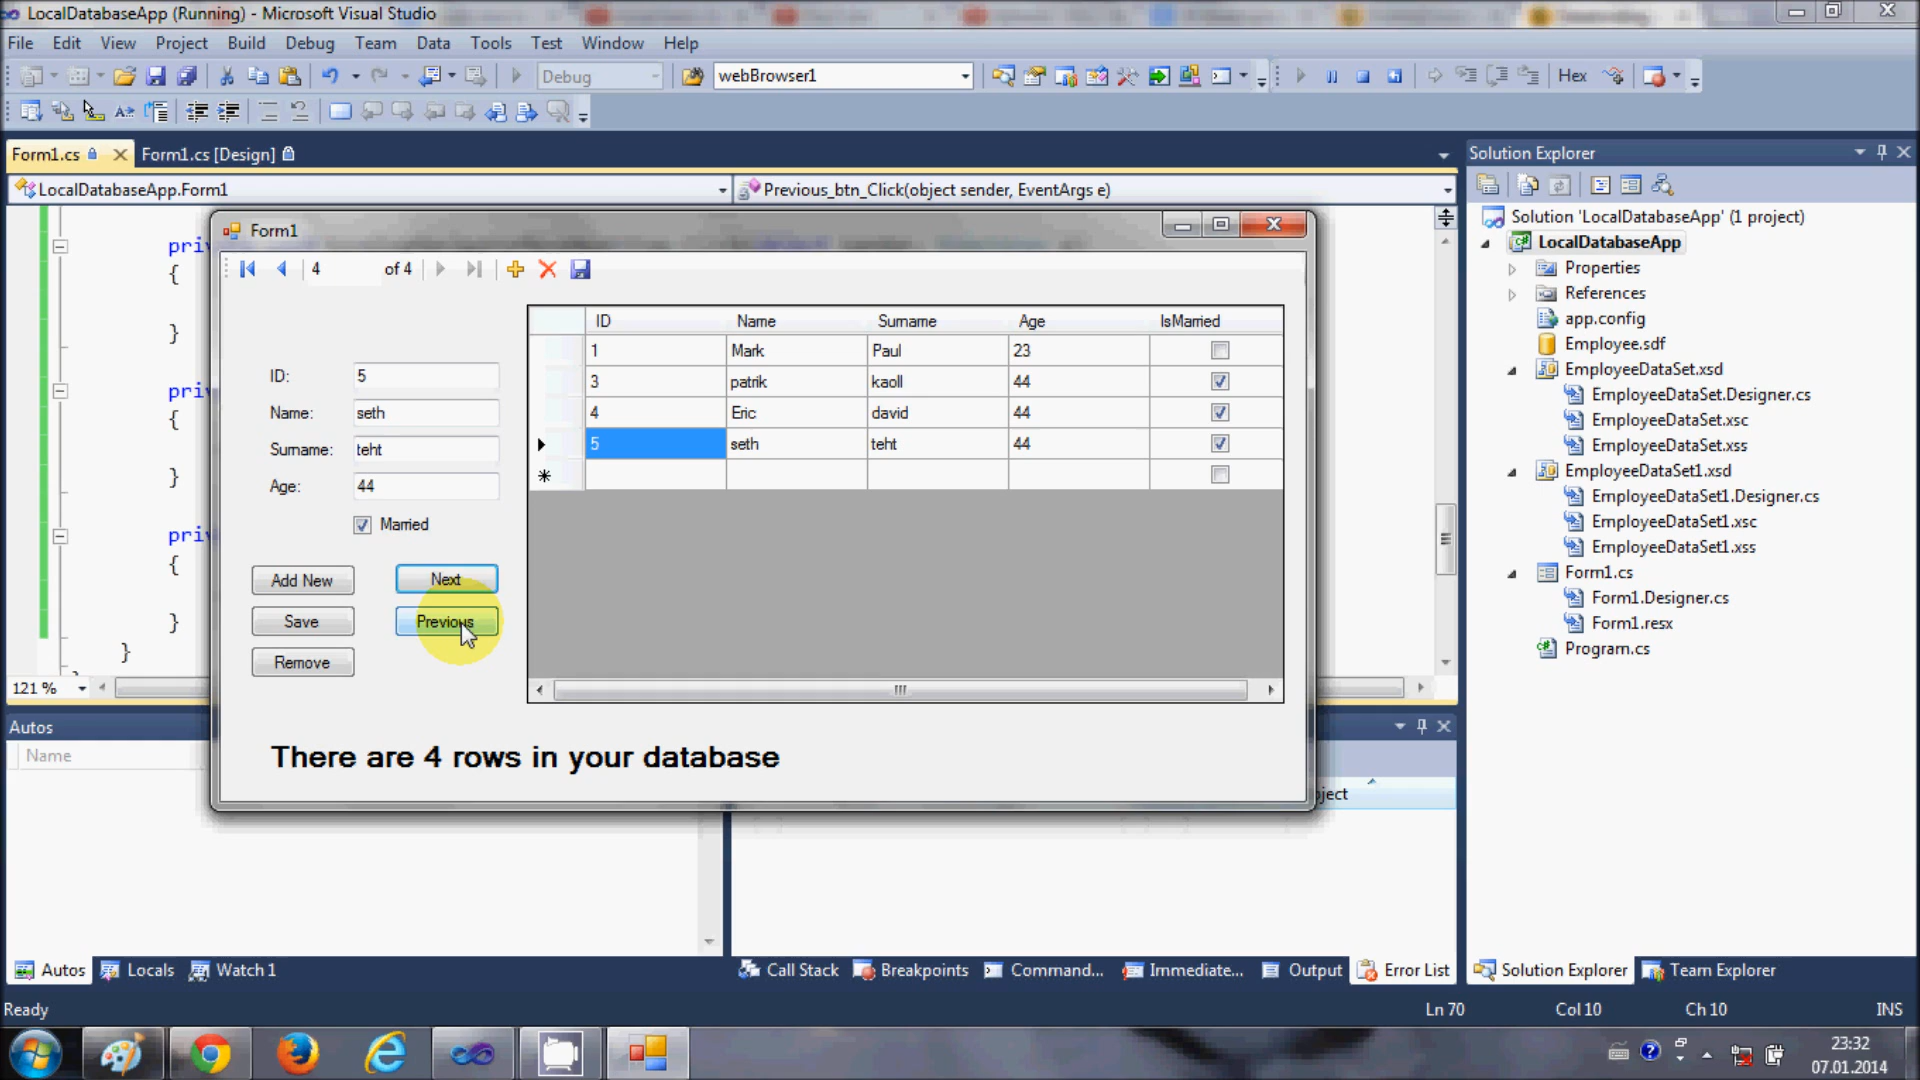 LocalDatabaseApp (Running) - Microsoft Visual Studio
File Edit View Project Build Debug Team Data Tools Test Window Help
Debug webBrowser1 Hex
Form1.cs Form1.cs [Design]
LocalDatabaseApp.Form1 Previous_btn_Click(object sender, EventArgs e)
pri
{
}
pri
{
}
priv
{
}
}
121 %
Form1
4 of 4
ID: 5
Name: seth
Surname: teht
Age: 44
Married
Add New Next
Save Previous
Remove
ID Name Surname Age IsMarried
1 Mark Paul 23
3 patrik kaoll 44
4 Eric david 44
5 seth teht 44
There are 4 rows in your database
Solution Explorer
Solution 'LocalDatabaseApp' (1 project)
LocalDatabaseApp
Properties
References
app.config
Employee.sdf
EmployeeDataSet.xsd
EmployeeDataSet.Designer.cs
EmployeeDataSet.xsc
EmployeeDataSet.xss
EmployeeDataSet1.xsd
EmployeeDataSet1.Designer.cs
EmployeeDataSet1.xsc
EmployeeDataSet1.xss
Form1.cs
Form1.Designer.cs
Form1.resx
Program.cs
Autos
Name
ject
Autos Locals Watch 1
Call Stack Breakpoints Command... Immediate... Output Error List
Solution Explorer Team Explorer
Ready Ln 70 Col 10 Ch 10 INS
23:32
07.01.2014